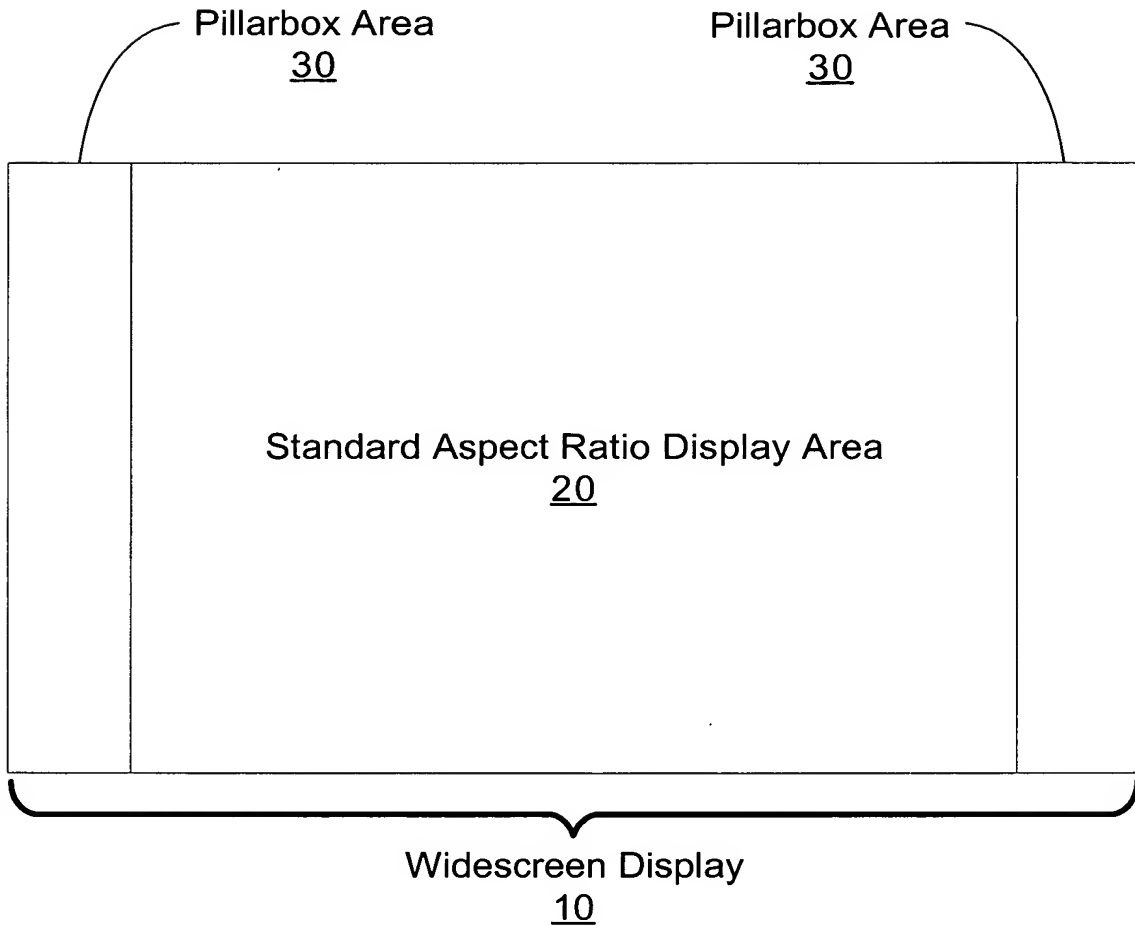 Pillarbox Area
30
Pillarbox Area
30
Standard Aspect Ratio Display Area
20
Widescreen Display
10